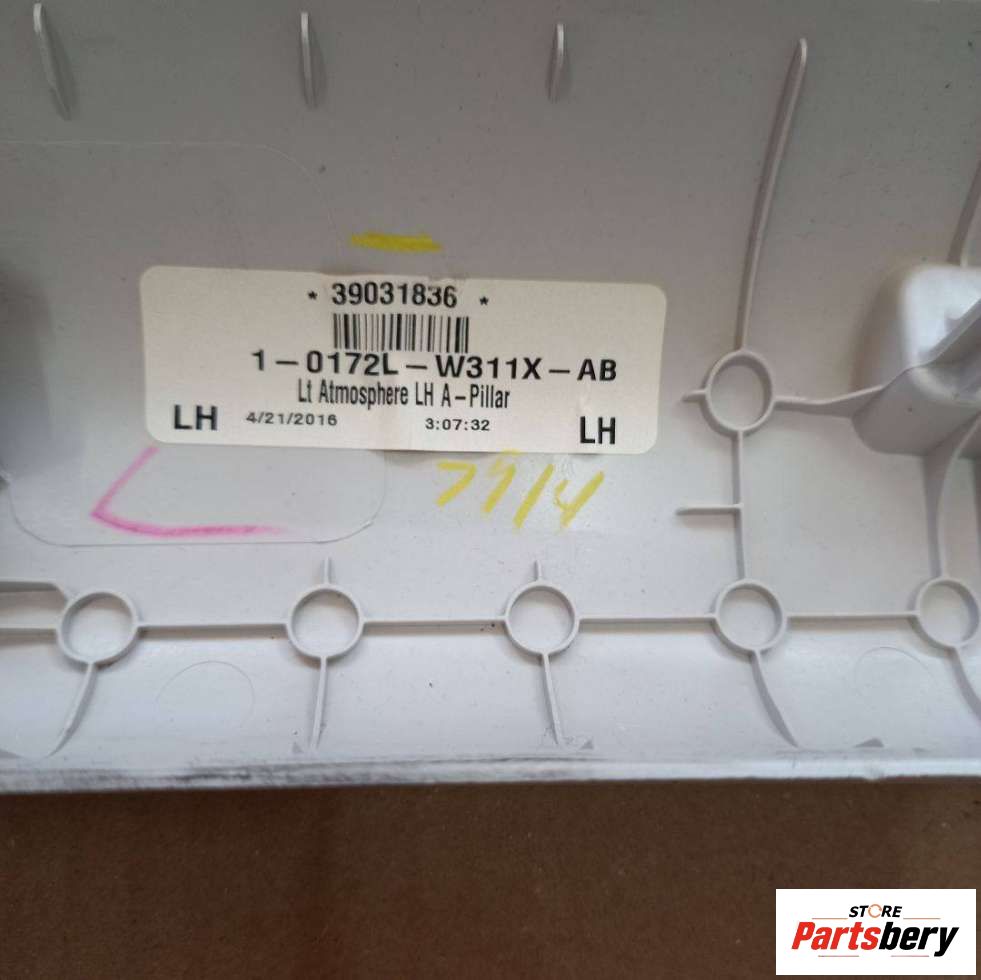 * 39031836 *
1-0172L-W311X-AB
Lt Atmosphere LH A-Pillar
LH 4/21/2016 3:07:32 LH
STORE
Partsbery